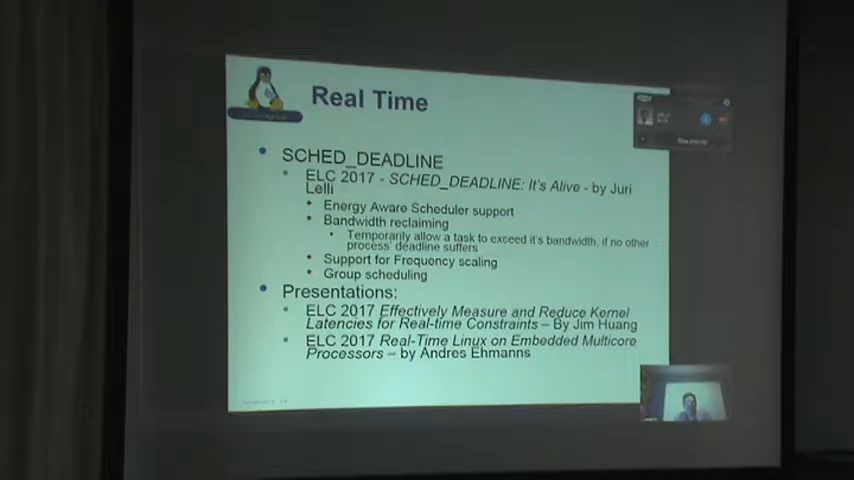 Real Time
SCHED_DEADLINE
ELC 2017 - SCHED_DEADLINE: It's Alive - by Juri
Lelli
Energy Aware Scheduler support
Bandwidth reclaiming
Temporarily allow a task to exceed it's bandwidth, if no other
process' deadline suffers
Support for Frequency scaling
Group scheduling
Presentations:
ELC 2017 Effectively Measure and Reduce Kernel
Latencies for Real-time Constraints – By Jim Huang
ELC 2017 Real-Time Linux on Embedded Multicore
Processors – by Andres Ehmanns